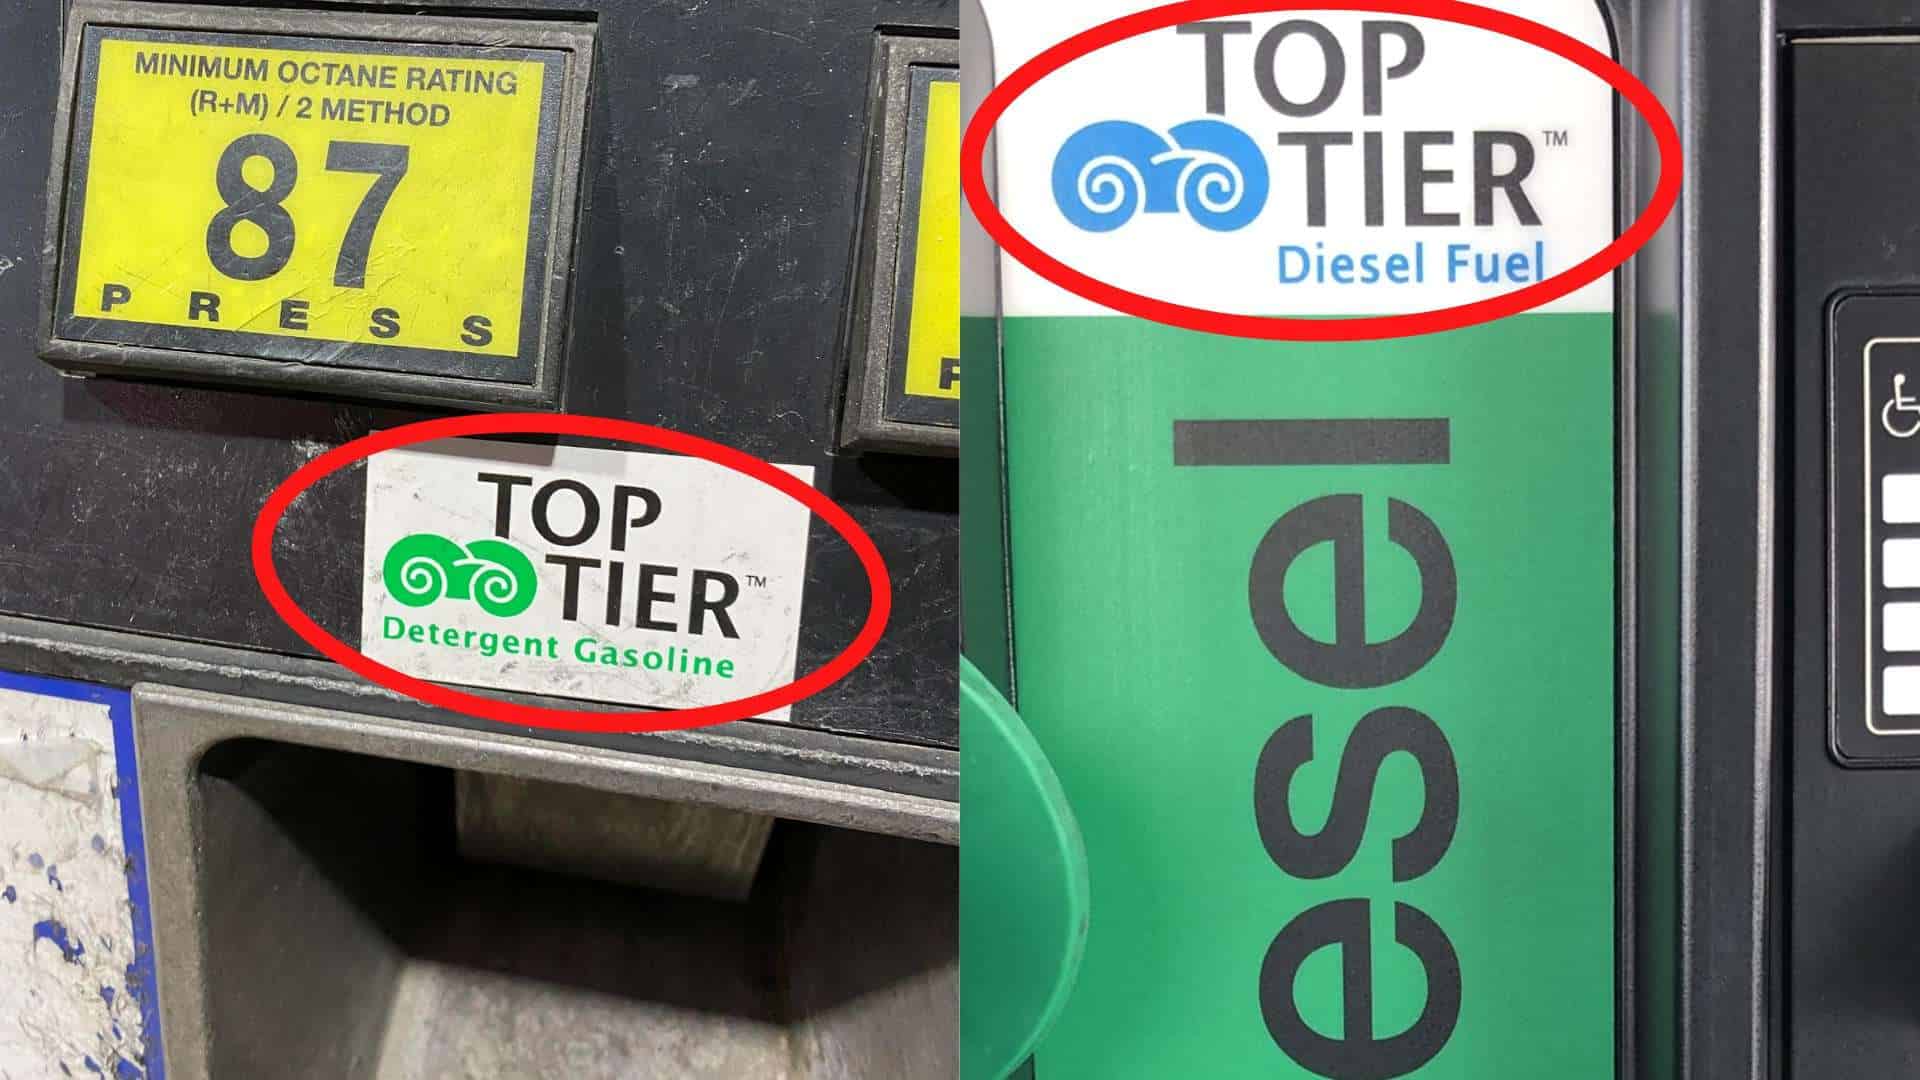 MINIMUM OCTANE RATING
(R+M) / 2 METHOD
87
PRESS
TOP
TIER™
Detergent Gasoline
P
TOP
TIER™
Diesel Fuel
esel